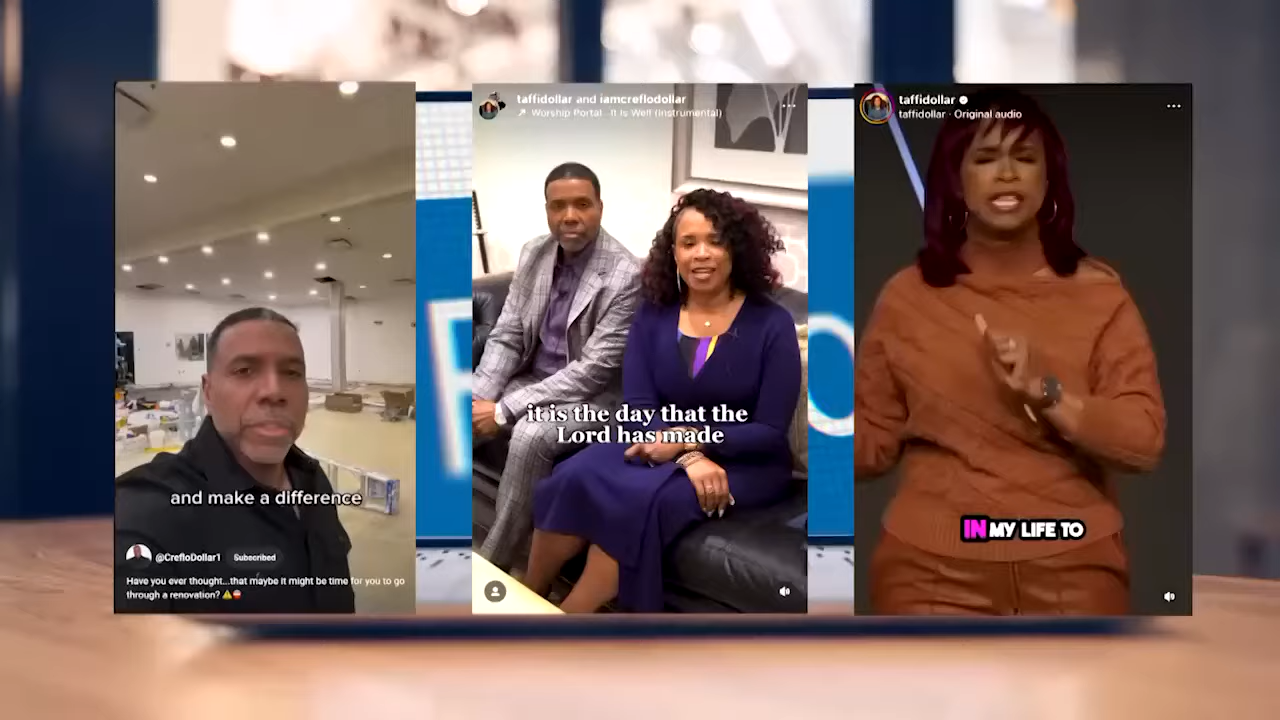 and make a difference
@CrefloDollar1 Subscribed
Have you ever thought...that maybe it might be time for you to go
through a renovation?
taffidollar and iamcreflodollar
Worship Portal - It Is Well (Instrumental)
it is the day that the
Lord has made
taffidollar
taffidollar · Original audio
IN MY LIFE TO